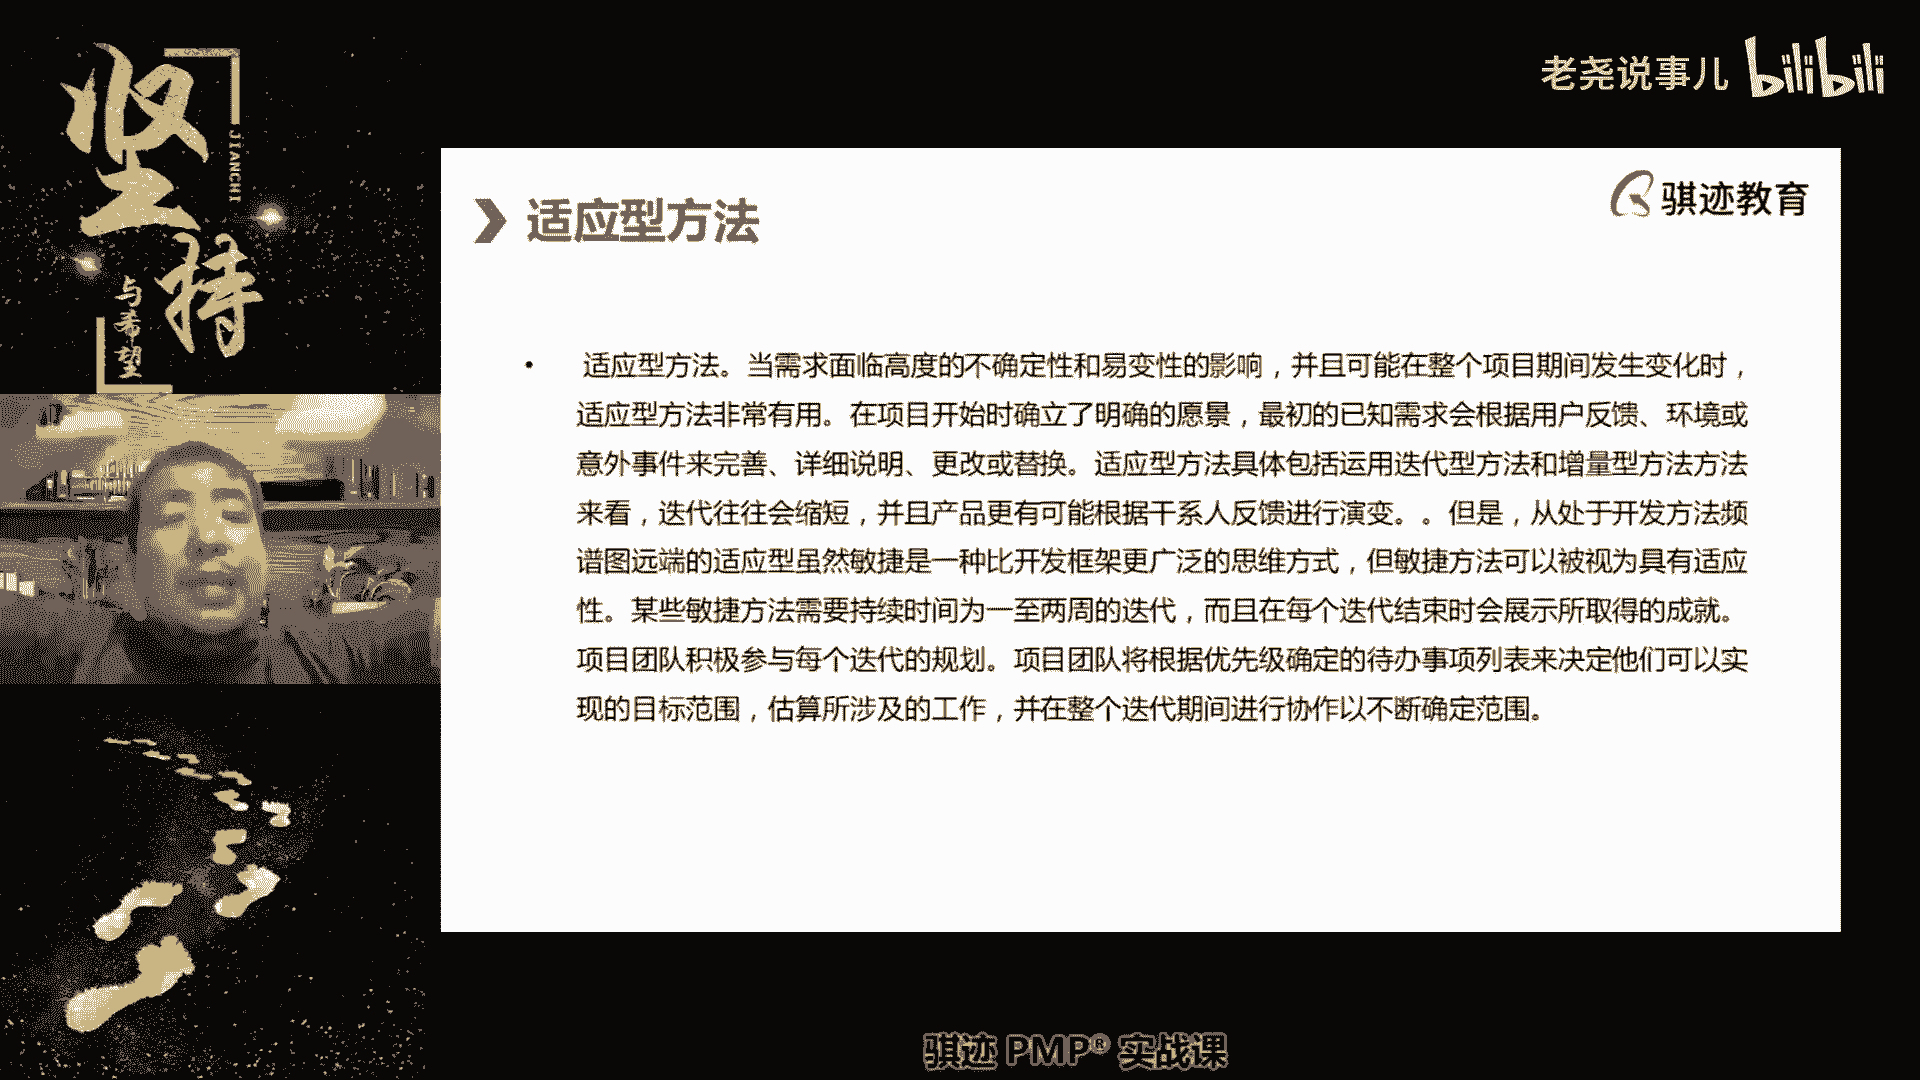 坚持
JIANCHI
与希望
老尧说事儿 bilibili
骐迹教育
适应型方法
• 适应型方法。当需求面临高度的不确定性和易变性的影响，并且可能在整个项目期间发生变化时，
适应型方法非常有用。在项目开始时确立了明确的愿景，最初的已知需求会根据用户反馈、环境或
意外事件来完善、详细说明、更改或替换。适应型方法具体包括运用迭代型方法和增量型方法方法
来看，迭代往往会缩短，并且产品更有可能根据干系人反馈进行演变。。但是，从处于开发方法频
谱图远端的适应型虽然敏捷是一种比开发框架更广泛的思维方式，但敏捷方法可以被视为具有适应
性。某些敏捷方法需要持续时间为一至两周的迭代，而且在每个迭代结束时会展示所取得的成就。
项目团队积极参与每个迭代的规划。项目团队将根据优先级确定的待办事项列表来决定他们可以实
现的目标范围，估算所涉及的工作，并在整个迭代期间进行协作以不断确定范围。
骐迹 PMP® 实战课